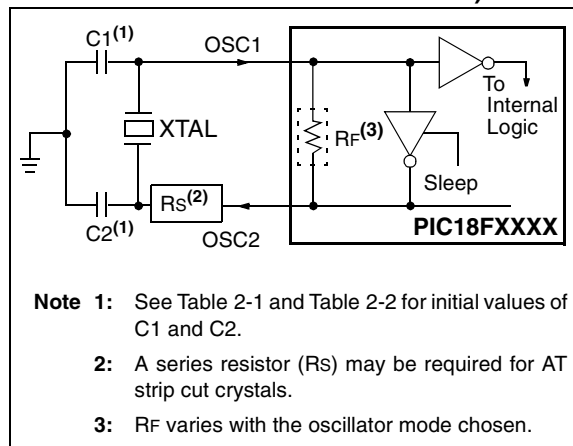 C1(1)
OSC1
To
Internal
Logic
XTAL
RF(3)
Sleep
RS(2)
C2(1)
OSC2
PIC18FXXXX
Note 1: See Table 2-1 and Table 2-2 for initial values of
C1 and C2.
2: A series resistor (RS) may be required for AT
strip cut crystals.
3: RF varies with the oscillator mode chosen.